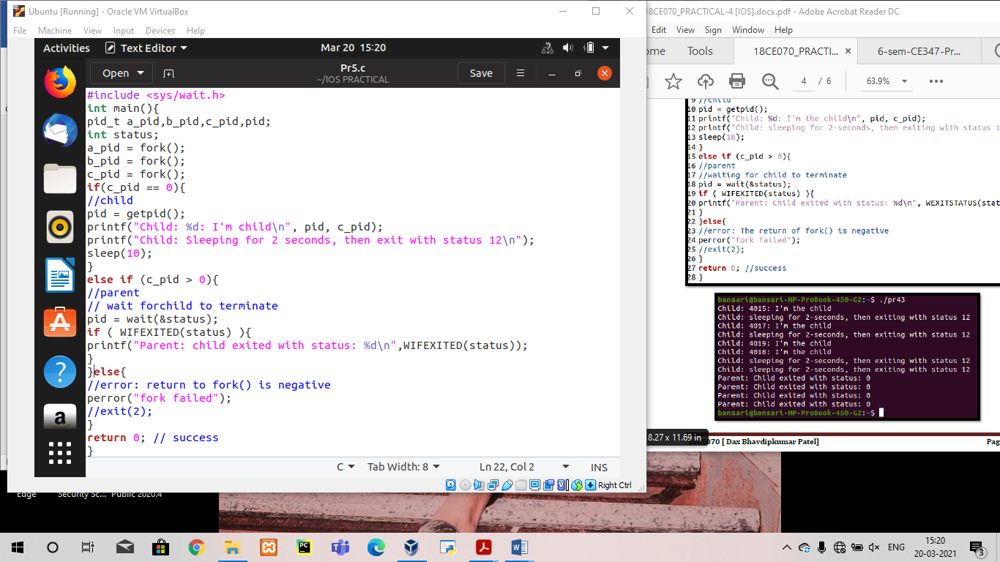 Ubuntu [Running] - Oracle VM VirtualBox
File Machine View Input Devices Help
Activities Text Editor Mar 20 15:20
Open Pr5.c Save
~/IOS PRACTICAL
#include <sys/wait.h>
int main(){
pid_t a_pid,b_pid,c_pid,pid;
int status;
a_pid = fork();
b_pid = fork();
c_pid = fork();
if(c_pid == 0){
//child
pid = getpid();
printf("Child: %d: I'm child\n", pid, c_pid);
printf("Child: Sleeping for 2 seconds, then exit with status 12\n");
sleep(10);
}
else if (c_pid > 0){
//parent
// wait forchild to terminate
pid = wait(&status);
if ( WIFEXITED(status) ){
printf("Parent: child exited with status: %d\n",WIFEXITED(status));
}
}else{
//error: return to fork() is negative
perror("fork failed");
//exit(2);
}
return 0; // success
}
C Tab Width: 8 Ln 22, Col 2 INS
Right Ctrl
18CE070_PRACTICAL-4 [IOS].docx.pdf - Adobe Acrobat Reader DC
Edit View Sign Window Help
ome Tools 18CE070_PRACTI... × 6-sem-CE347-Pr...
4 / 6 63.9%
9 //child
10 pid = getpid();
11 printf("Child: %d: I'm the child\n", pid, c_pid);
12 printf("Child: sleeping for 2-seconds, then exiting with status 1
13 sleep(10);
14 }
15 else if (c_pid > 0){
16 //parent
17 //waiting for child to terminate
18 pid = wait(&status);
19 if ( WIFEXITED(status) ){
20 printf("Parent: Child exited with status: %d\n", WEXITSTATUS(stat
21 }
22 }else{
23 //error: The return of fork() is negative
24 perror("fork failed");
25 //exit(2);
26 }
27 return 0; //success
28 }
bansari@bansari-HP-ProBook-450-G2:~$ ./pr43
Child: 4015: I'm the child
Child: sleeping for 2-seconds, then exiting with status 12
Child: 4017: I'm the child
Child: sleeping for 2-seconds, then exiting with status 12
Child: 4019: I'm the child
Child: 4018: I'm the child
Child: sleeping for 2-seconds, then exiting with status 12
Child: sleeping for 2-seconds, then exiting with status 12
Parent: Child exited with status: 0
Parent: Child exited with status: 0
Parent: Child exited with status: 0
Parent: Child exited with status: 0
bansari@bansari-HP-ProBook-450-G2:~$
8.27 x 11.69 in
18CE070 [ Dax Bhavdipkumar Patel] Pag
Edge Security Sc... Public 2020.4
ENG 15:20
20-03-2021
3